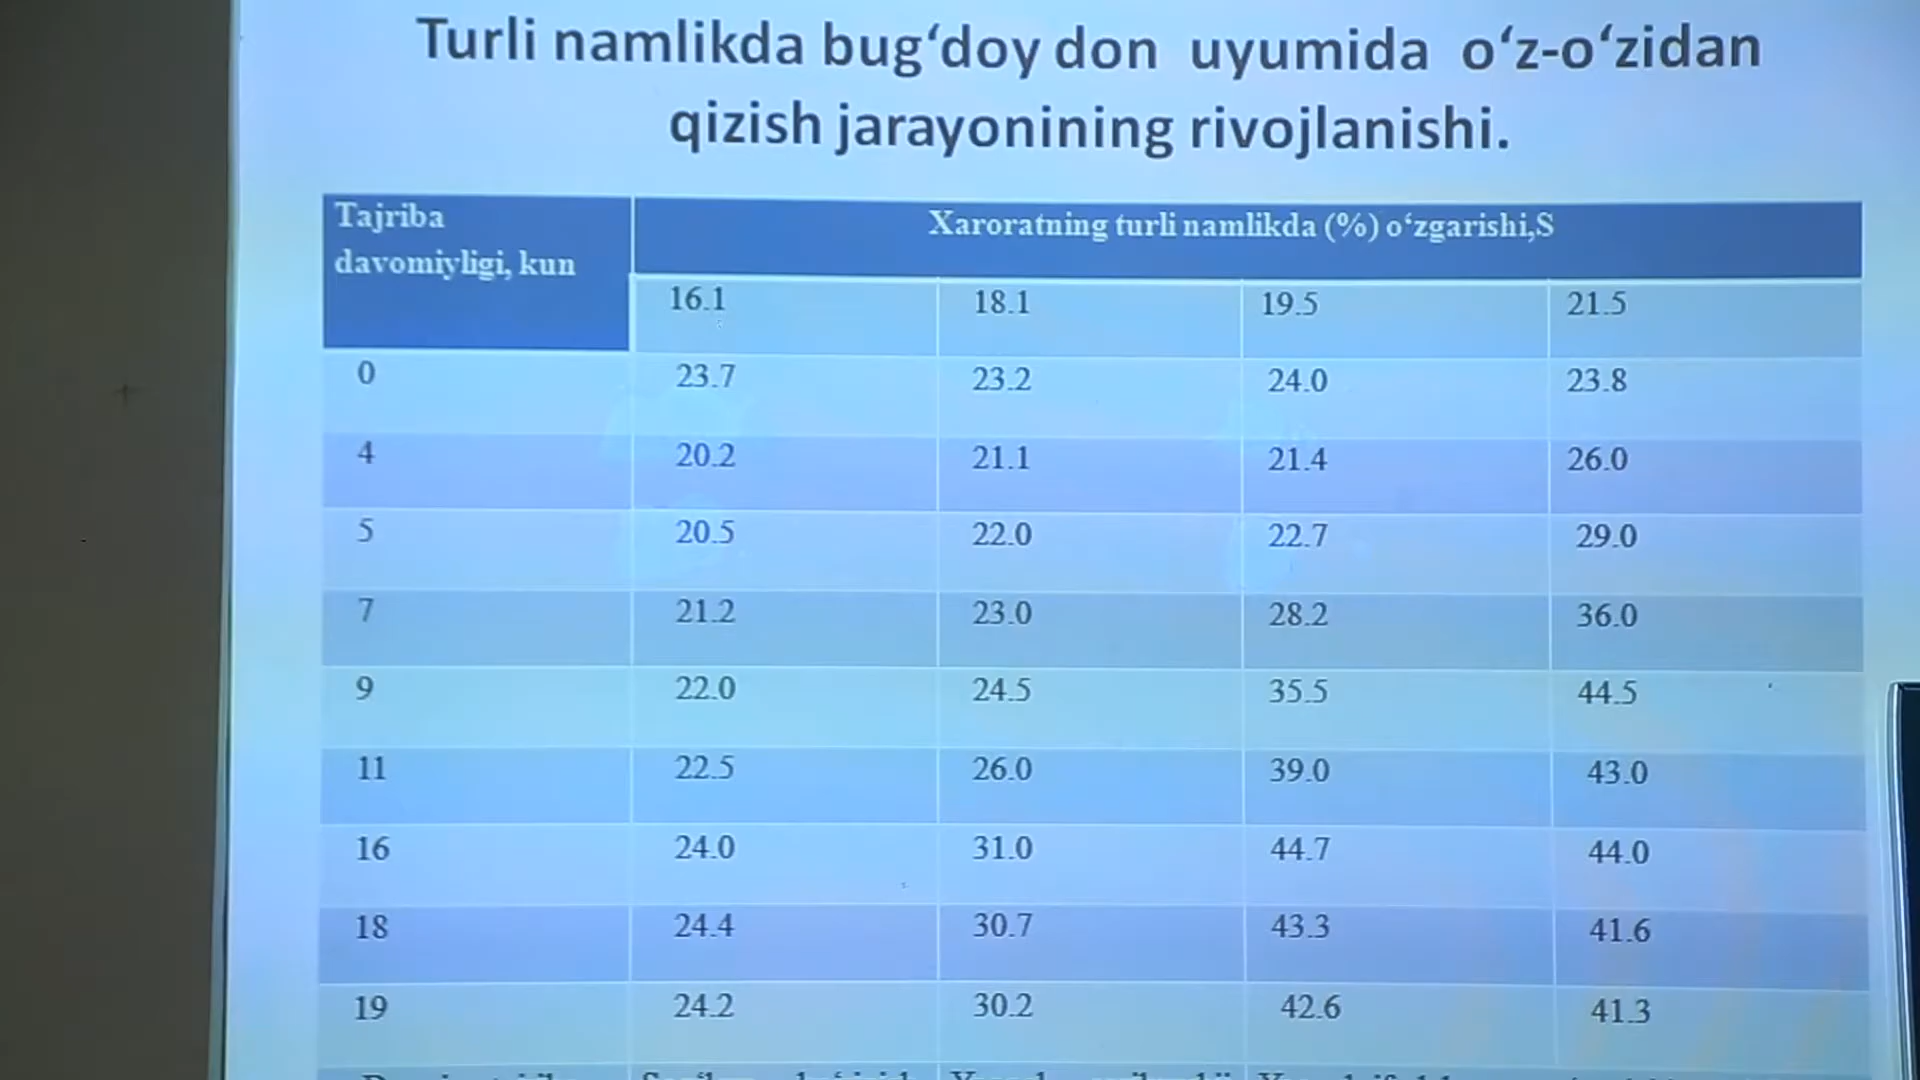 Turli namlikda bug‘doy don uyumida o‘z-o‘zidan
qizish jarayonining rivojlanishi.
Tajriba
davomiyligi, kun
Xaroratning turli namlikda (%) o‘zgarishi,S
16.1 18.1 19.5 21.5
0 23.7 23.2 24.0 23.8
4 20.2 21.1 21.4 26.0
5 20.5 22.0 22.7 29.0
7 21.2 23.0 28.2 36.0
9 22.0 24.5 35.5 44.5
11 22.5 26.0 39.0 43.0
16 24.0 31.0 44.7 44.0
18 24.4 30.7 43.3 41.6
19 24.2 30.2 42.6 41.3